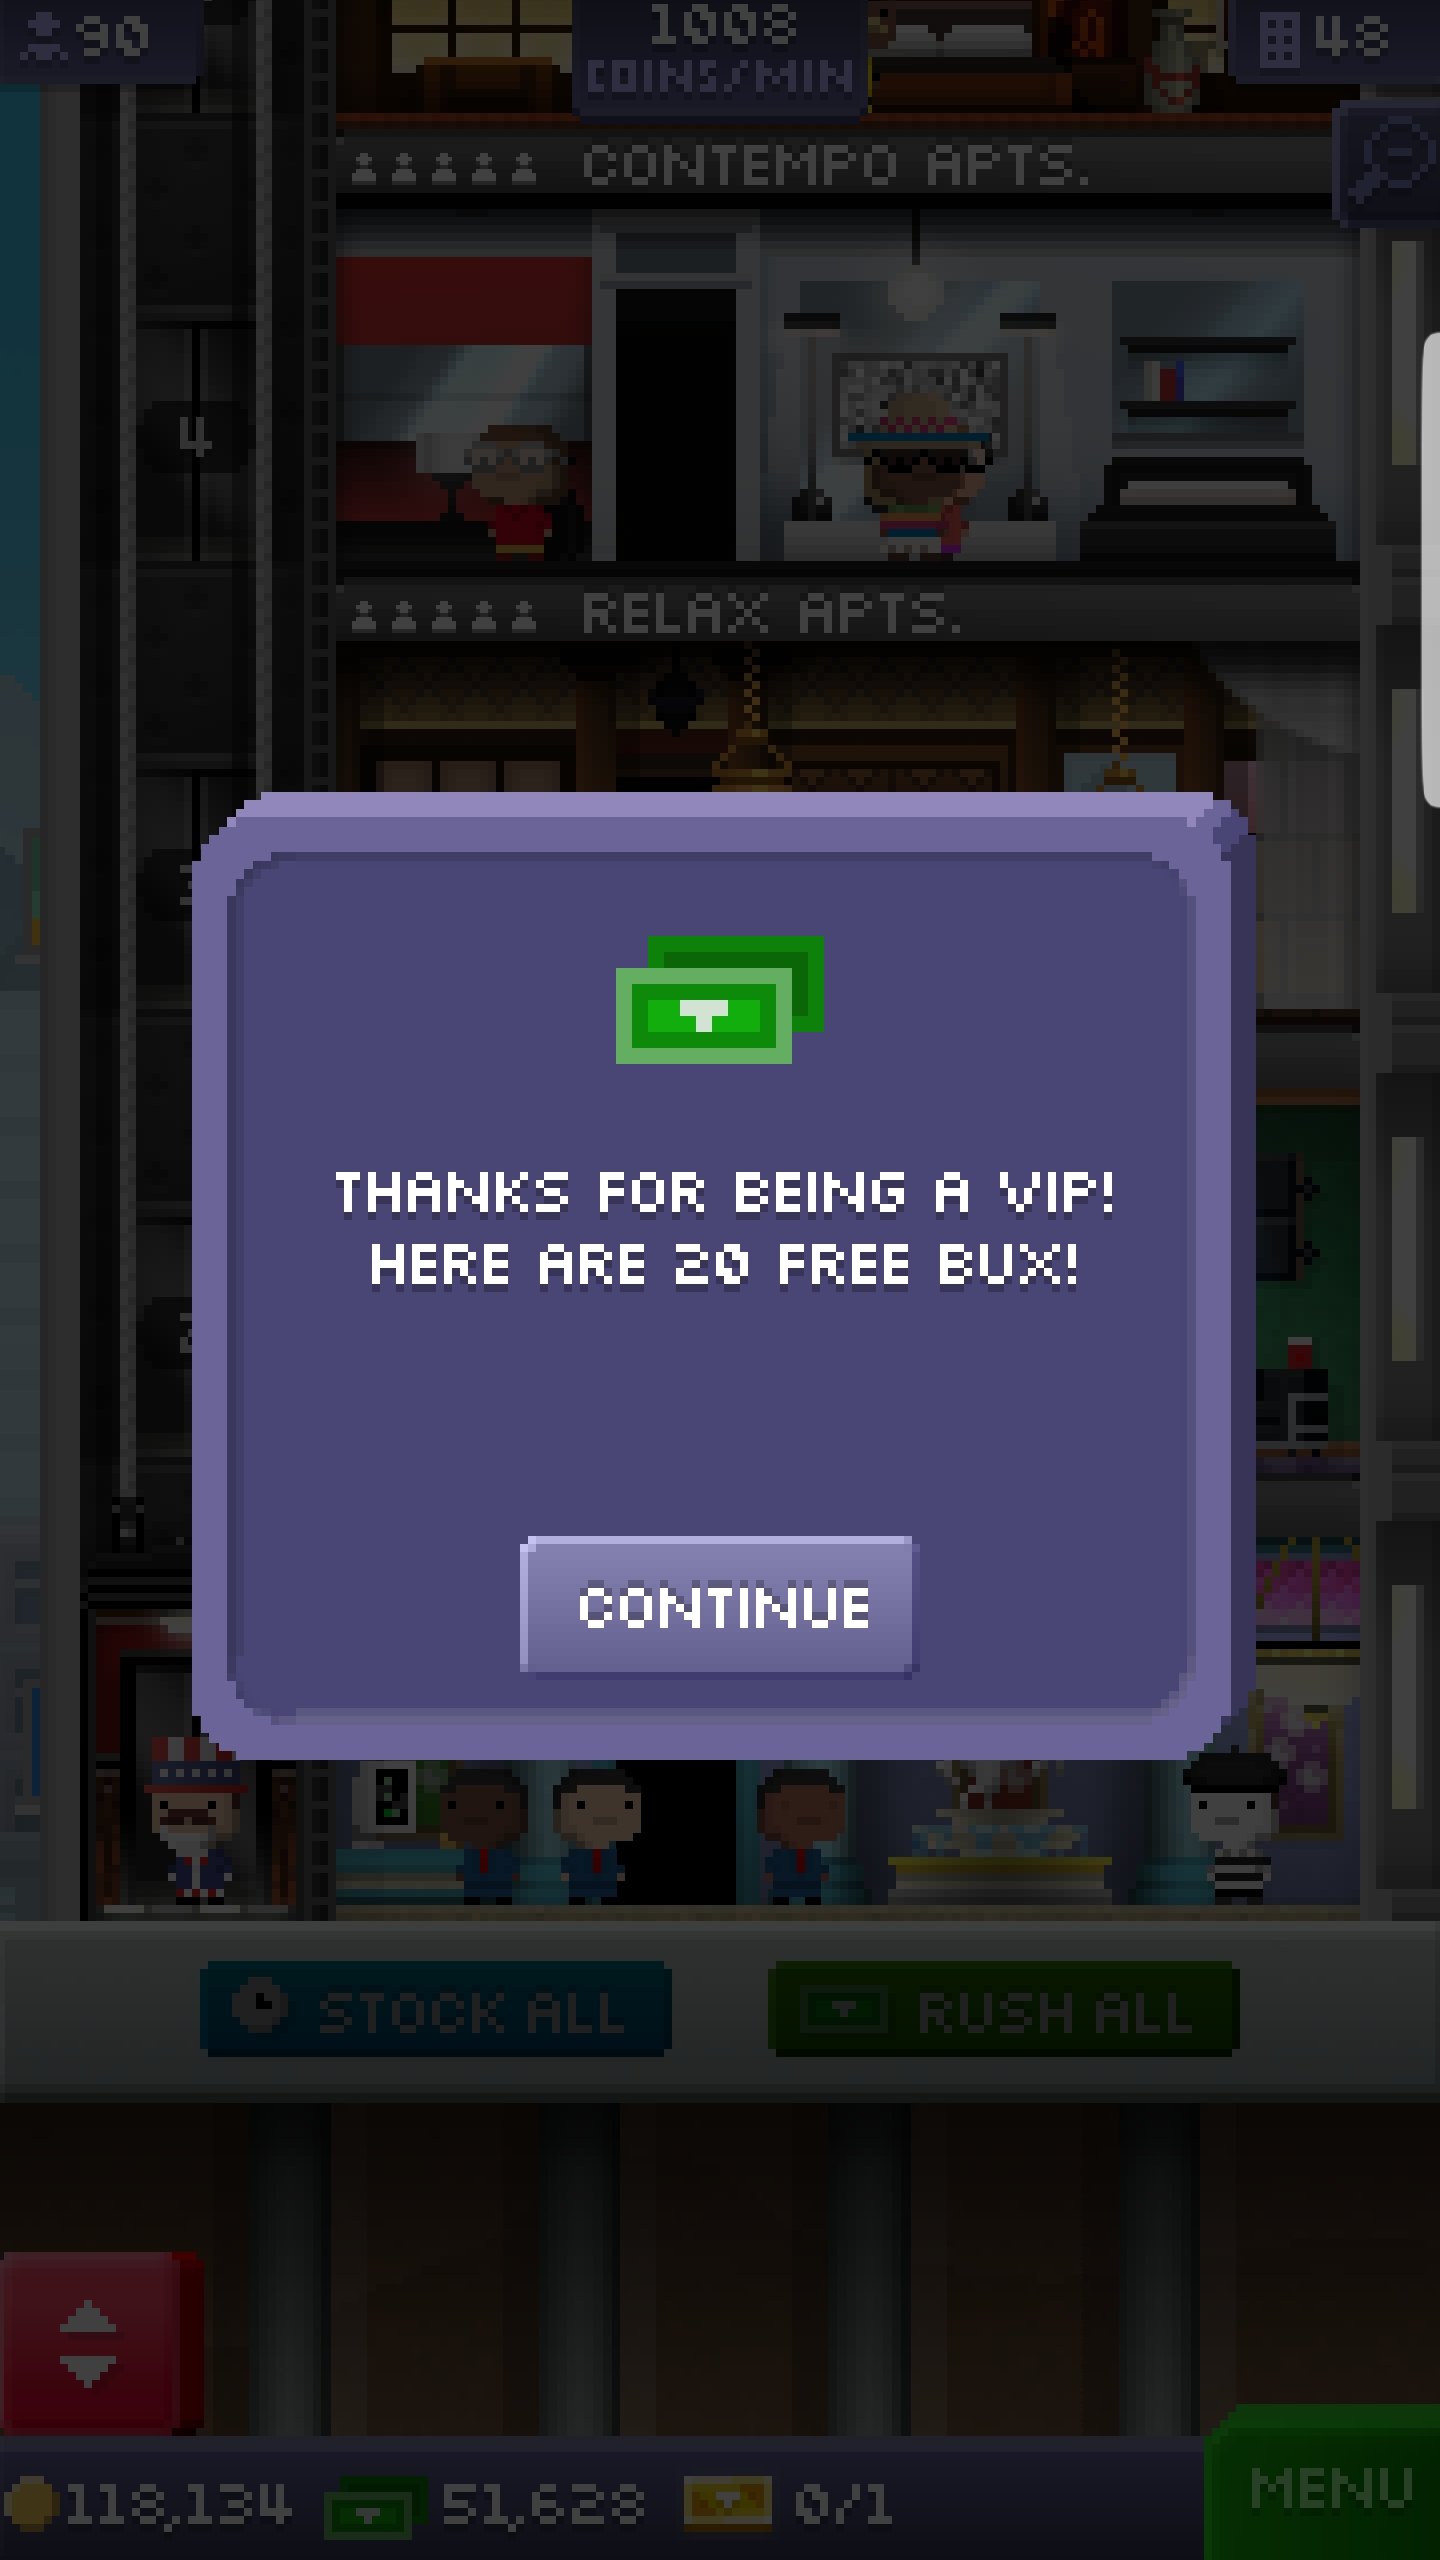 90
1008
COINS/MIN
48
CONTEMPO APTS.
4
RELAX APTS.
THANKS FOR BEING A VIP!
HERE ARE 20 FREE BUX!
CONTINUE
STOCK ALL
RUSH ALL
118,134
51,628
0/1
MENU